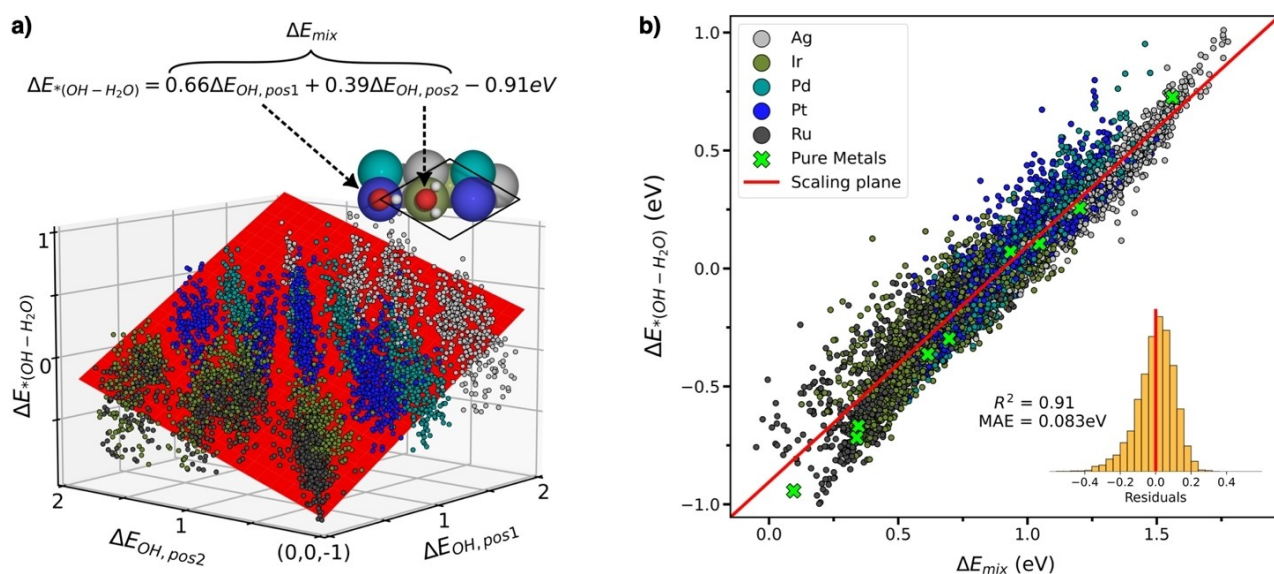 a)
ΔE_mix
ΔE_*(OH−H₂O) = 0.66ΔE_OH,pos1 + 0.39ΔE_OH,pos2 − 0.91eV
ΔE_*(OH−H₂O)
1
0
2
1
(0,0,-1)
1
2
ΔE_OH,pos2
ΔE_OH,pos1
b)
ΔE_*(OH−H₂O) (eV)
1.0
0.5
0.0
−0.5
−1.0
Ag
Ir
Pd
Pt
Ru
Pure Metals
Scaling plane
R² = 0.91
MAE = 0.083eV
−0.4 −0.2 0.0 0.2 0.4
Residuals
0.0 0.5 1.0 1.5
ΔE_mix (eV)